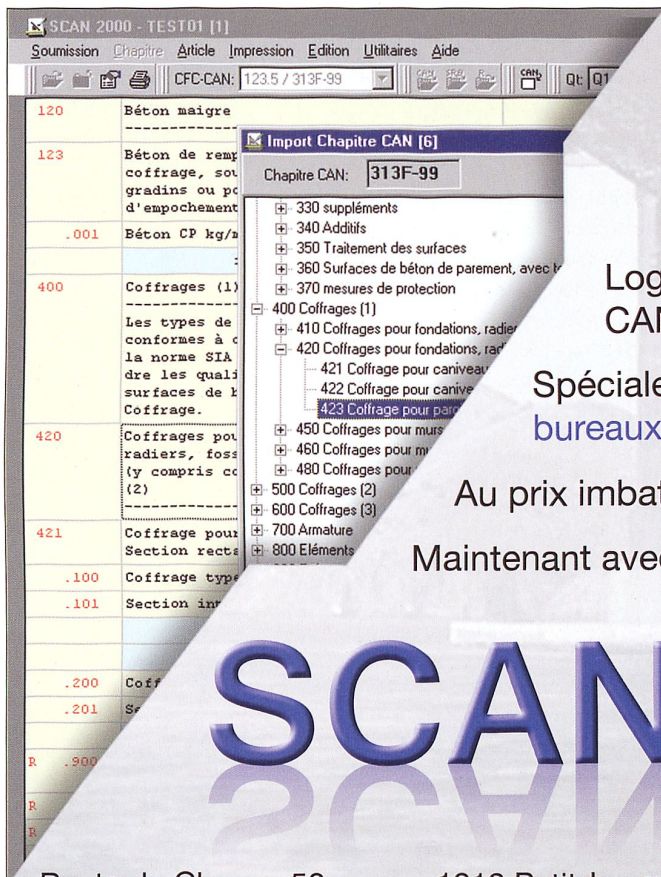 SCAN 2000 - TEST01 [1]
Soumission Chapitre Article Impression Edition Utilitaires Aide
CFC-CAN: 123.5 / 313F-99 CAN Qt: Q1
120 Béton maigre
123 Béton de remp
coffrage, sou
gradins ou po
d'empochement
.001 Béton CP kg/m
400 Coffrages (1)
Les types de
conformes à c
la norme SIA
dre les quali
surfaces de b
Coffrage.
420 Coffrages pou
radiers, foss
(y compris co
(2)
421 Coffrage pour
Section recta
.100 Coffrage type
.101 Section int
.200 Coff
.201 Se
R .900
R
R
Import Chapitre CAN [6]
Chapitre CAN: 313F-99
330 suppléments
340 Additifs
350 Traitement des surfaces
360 Surfaces de béton de parement, avec
370 mesures de protection
400 Coffrages (1)
410 Coffrages pour fondations, radier
420 Coffrages pour fondations, rad
421 Coffrage pour caniveau
422 Coffrage pour canive
423 Coffrage pour paro
450 Coffrages pour murs
460 Coffrages pour mu
480 Coffrages pour
500 Coffrages (2)
600 Coffrages (3)
700 Armature
800 Eléments
Log
CAN
Spéciale
bureaux
Au prix imbat
Maintenant avec
SCAN